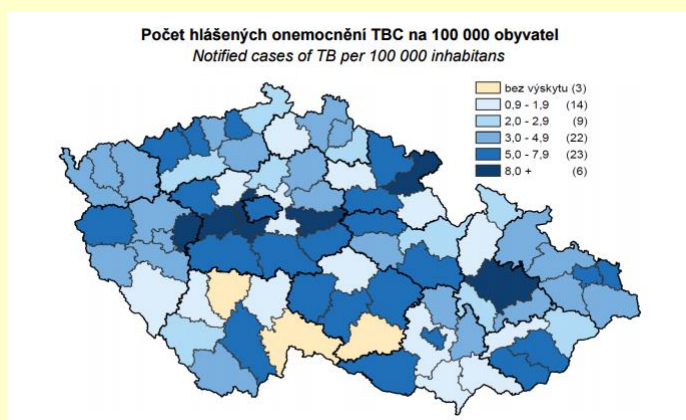 Počet hlášených onemocnění TBC na 100 000 obyvatel
Notified cases of TB per 100 000 inhabitans
bez výskytu (3)
0,9 - 1,9 (14)
2,0 - 2,9 (9)
3,0 - 4,9 (22)
5,0 - 7,9 (23)
8,0 + (6)